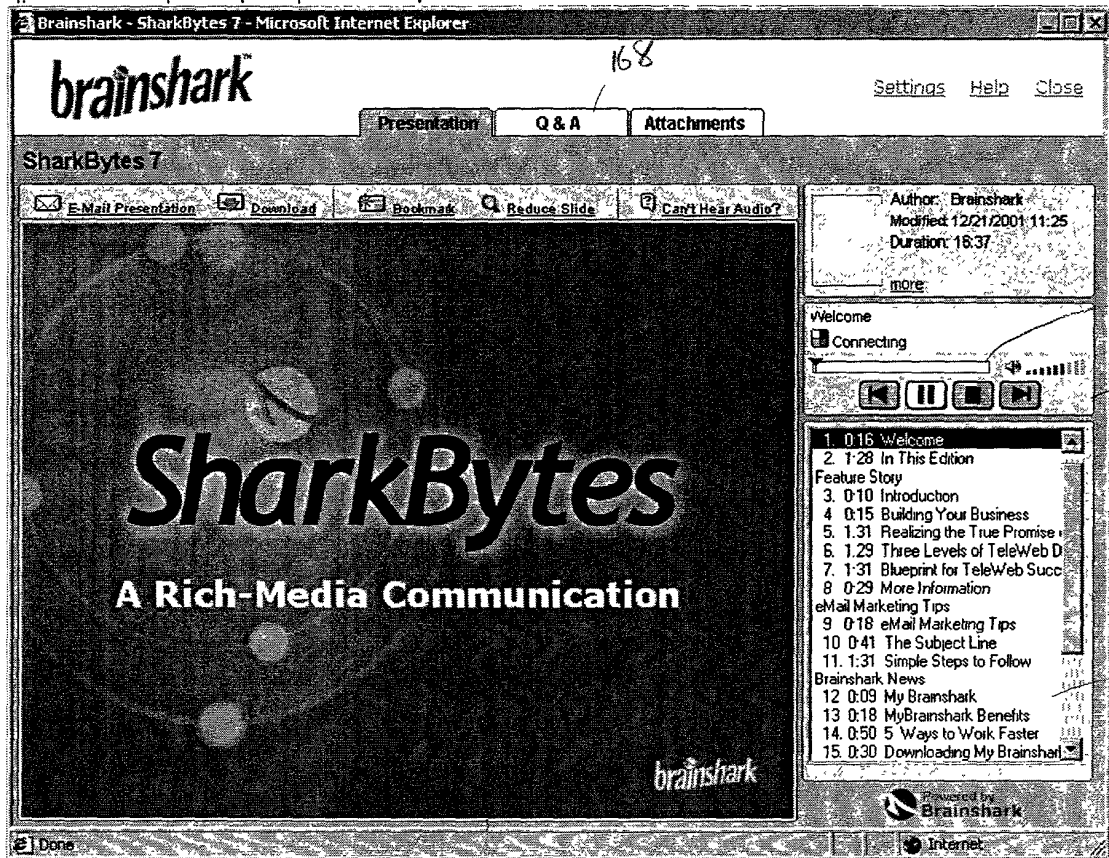 Brainshark - SharkBytes 7 - Microsoft Internet Explorer
168
brainshark™
Settings Help Close
Presentation Q & A Attachments
SharkBytes 7
E-Mail Presentation Download Bookmark Reduce Slide Can't Hear Audio?
Author: Brainshark
Modified: 12/21/2001 11:25
Duration: 16:37
more
Welcome
Connecting
SharkBytes
A Rich-Media Communication
brainshark
1. 0:16 Welcome
2. 1:28 In This Edition
Feature Story
3. 0:10 Introduction
4 0:15 Building Your Business
5. 1:31 Realizing the True Promise
6. 1:29 Three Levels of TeleWeb D
7. 1:31 Blueprint for TeleWeb Succ
8 0:29 More Information
eMail Marketing Tips
9 0:18 eMail Marketing Tips
10 0:41 The Subject Line
11. 1:31 Simple Steps to Follow
Brainshark News
12 0:09 My Brainshark
13 0:18 MyBrainshark Benefits
14. 0:50 5 Ways to Work Faster
15. 0:30 Downloading My Brainshark
Powered by
Brainshark
Done Internet